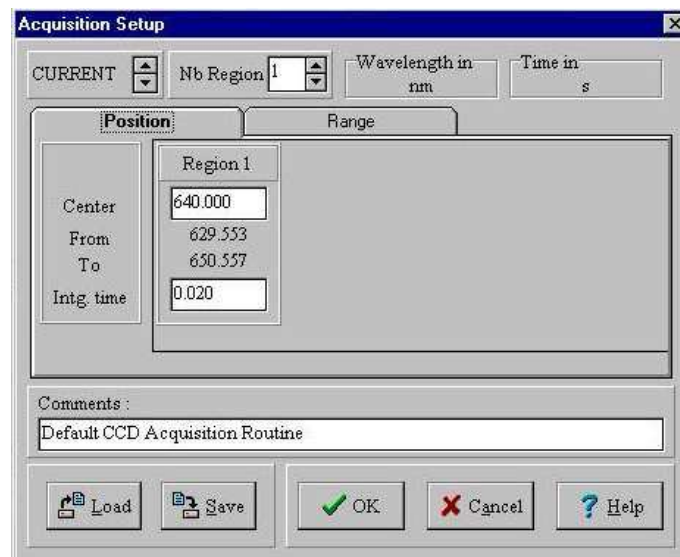 Acquisition Setup
CURRENT Nb Region 1 Wavelength in Time in
nm s
Position Range
Region 1
Center 640.000
From 629.553
To 650.557
Intg. time 0.020
Comments :
Default CCD Acquisition Routine
Load Save OK Cancel Help